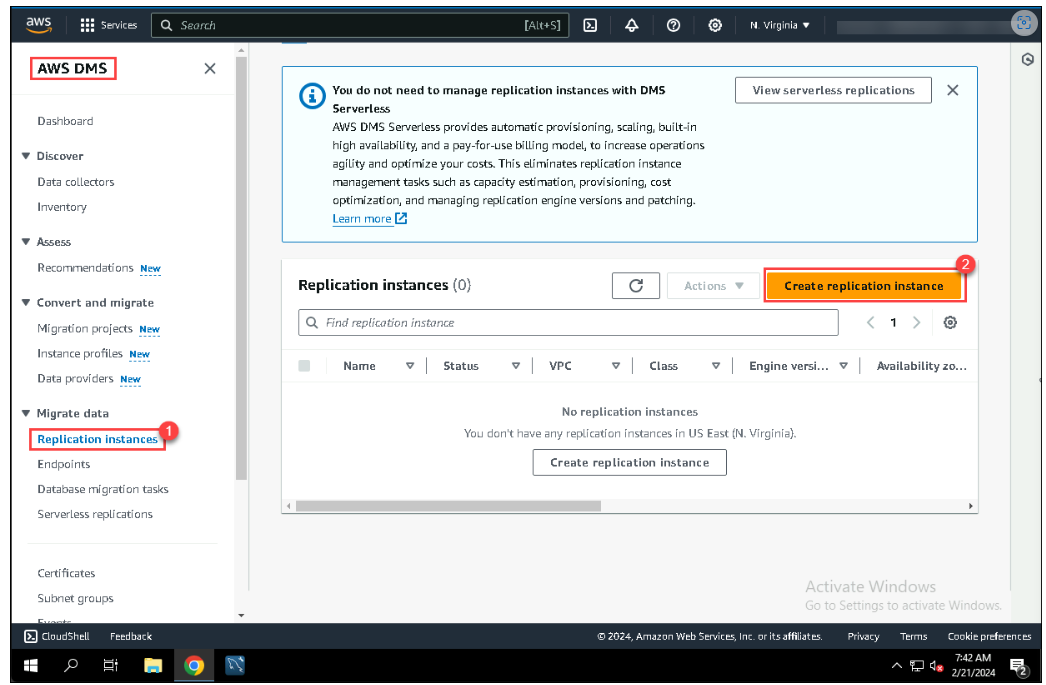 aws
Services
Search
[Alt+S]
N. Virginia
AWS DMS
Dashboard
Discover
Data collectors
Inventory
Assess
Recommendations New
Convert and migrate
Migration projects New
Instance profiles New
Data providers New
Migrate data
Replication instances
1
Endpoints
Database migration tasks
Serverless replications
Certificates
Subnet groups
Events
You do not need to manage replication instances with DMS
Serverless
AWS DMS Serverless provides automatic provisioning, scaling, built-in
high availability, and a pay-for-use billing model, to increase operations
agility and optimize your costs. This eliminates replication instance
management tasks such as capacity estimation, provisioning, cost
optimization, and managing replication engine versions and patching.
Learn more
View serverless replications
Replication instances (0)
Actions
Create replication instance
2
Find replication instance
1
Name Status VPC Class Engine versi... Availability zo...
No replication instances
You don't have any replication instances in US East (N. Virginia).
Create replication instance
Activate Windows
Go to Settings to activate Windows.
CloudShell Feedback © 2024, Amazon Web Services, Inc. or its affiliates. Privacy Terms Cookie preferences
7:42 AM
2/21/2024
2